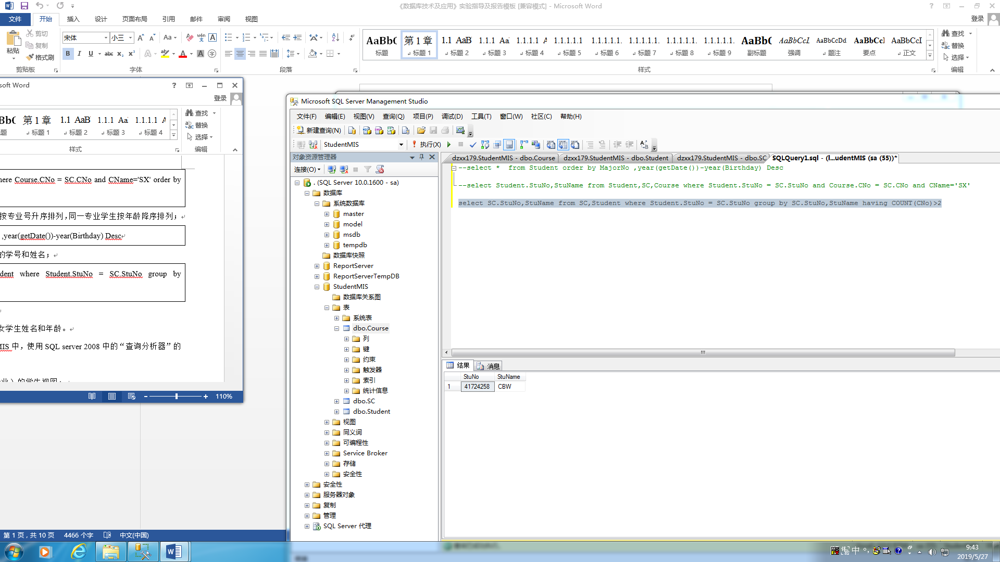 《数据库技术及应用》实验指导及报告模板 [兼容模式] - Microsoft Word
文件 开始 插入 设计 页面布局 引用 邮件 审阅 视图 登录
粘贴 剪切 复制 格式刷 剪贴板
宋体 小三 字体
段落
AaBbC 标题
第 1 章 标题 1
1.1 AaB 标题 2
1.1.1 Aa 标题 3
1.1.1.1 A 标题 4
1.1.1.1.1 标题 5
1.1.1.1.1. 标题 6
1.1.1.1.1. 标题 7
1.1.1.1.1. 标题 8
1.1.1.1.1. 标题 9
AaBbC 副标题
AaBbCcL 强调
AaBbCcDd 题注
AaBbCcI 要点
AaBbCcI 正文
样式
查找 替换 选择 编辑
soft Word
登录
第 1 章 标题 1
1.1 AaB 标题 2
1.1.1 Aa 标题 3
1.1.1.1 A 标题 4
样式
查找 替换 选择 编辑
here Course.CNo = SC.CNo and CName='SX' order by
按专业号升序排列，同一专业学生按年龄降序排列；
,year(getDate())-year(Birthday) Desc
的学号和姓名；
dent where Student.StuNo = SC.StuNo group by
女学生姓名和年龄。
MIS 中，使用 SQL server 2008 中的“查询分析器”的
110%
第 1 页，共 10 页 4466 个字 中文(中国)
Microsoft SQL Server Management Studio
文件(F) 编辑(E) 视图(V) 查询(Q) 项目(P) 调试(D) 工具(T) 窗口(W) 社区(C) 帮助(H)
新建查询(N)
StudentMIS 执行(X)
对象资源管理器
连接(O)
. (SQL Server 10.0.1600 - sa)
数据库
系统数据库
master
model
msdb
tempdb
数据库快照
ReportServer
ReportServerTempDB
StudentMIS
数据库关系图
表
系统表
dbo.Course
列
键
约束
触发器
索引
统计信息
dbo.SC
dbo.Student
视图
同义词
可编程性
Service Broker
存储
安全性
安全性
服务器对象
复制
管理
SQL Server 代理
dzxx179.StudentMIS - dbo.Course dzxx179.StudentMIS - dbo.Student dzxx179.StudentMIS - dbo.SC SQLQuery1.sql - (l...udentMIS (sa (55))*
--select *  from Student order by MajorNo ,year(getDate())-year(Birthday) Desc
--select Student.StuNo,StuName from Student,SC,Course where Student.StuNo = SC.StuNo and Course.CNo = SC.CNo and CName='SX'
select SC.StuNo,StuName from SC,Student where Student.StuNo = SC.StuNo group by SC.StuNo,StuName having COUNT(CNo)>2
结果 消息
StuNo StuName
1 41724258 CBW
中
9:43
2019/5/27